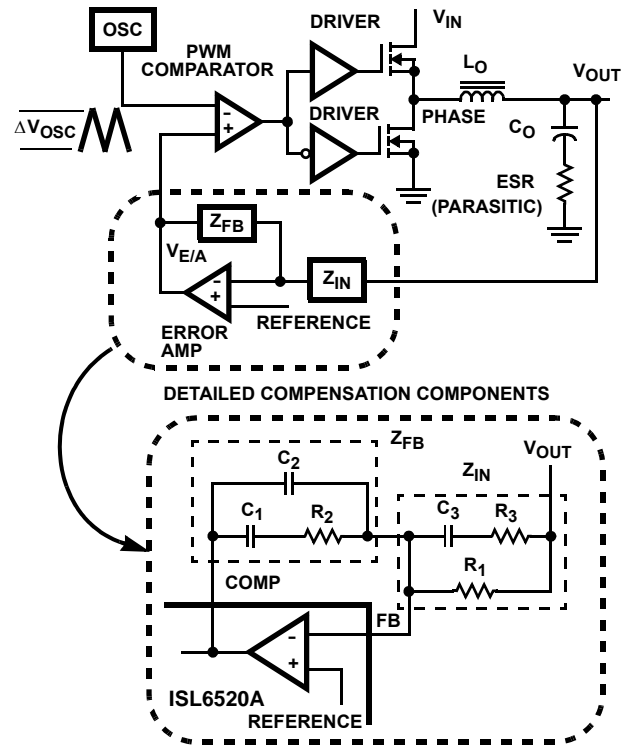 OSC
PWM
COMPARATOR
DRIVER
V_IN
L_O
V_OUT
ΔV_OSC
-
+
DRIVER
PHASE
C_O
ESR
(PARASITIC)
Z_FB
V_E/A
-
+
Z_IN
REFERENCE
ERROR
AMP
DETAILED COMPENSATION COMPONENTS
Z_FB
V_OUT
C_2
Z_IN
C_1
R_2
C_3
R_3
R_1
COMP
FB
-
+
ISL6520A
REFERENCE